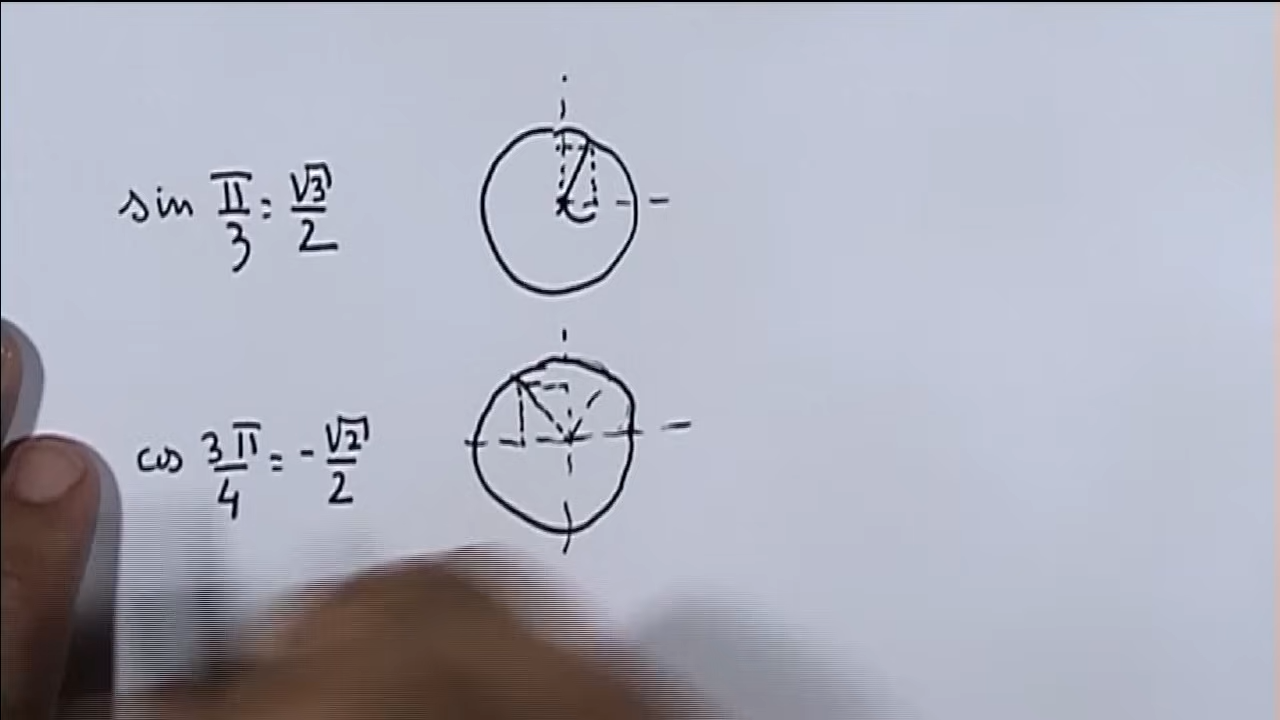 sin π/3 = √3/2
cos 3π/4 = -√2/2